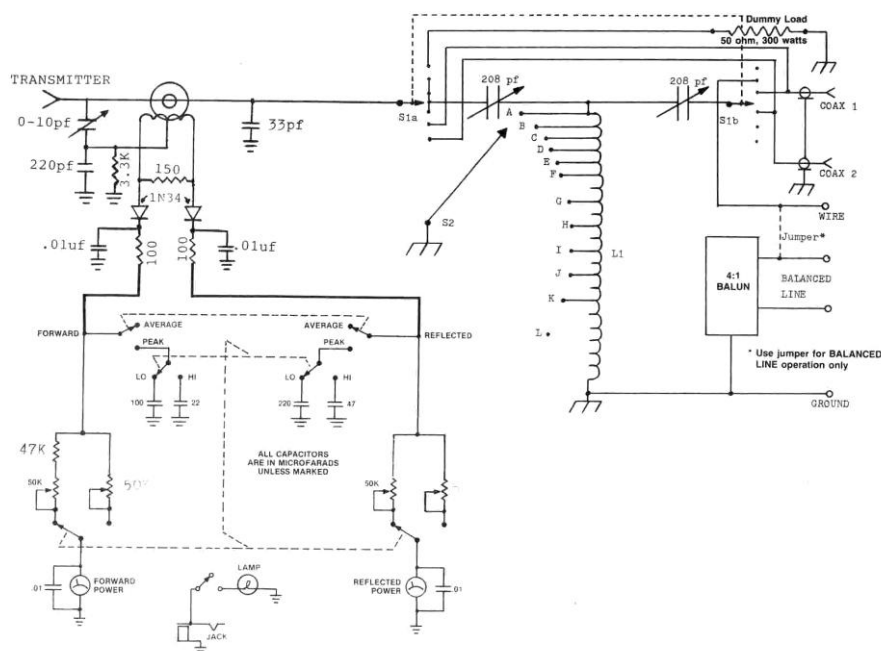 Dummy Load
50 ohm, 300 watts
TRANSMITTER
0-10pf
220pf
3.3K
150
1N34
33pf
.01uf
100
100
.01uf
S1a
208 pf
208 pf
S1b
COAX 1
COAX 2
A
B
C
D
E
F
G
H
I
J
K
L
S2
L1
WIRE
Jumper*
4:1
BALUN
BALANCED
LINE
* Use jumper for BALANCED
LINE operation only
GROUND
FORWARD
AVERAGE
PEAK
LO
HI
100
22
AVERAGE
REFLECTED
PEAK
LO
HI
220
47
ALL CAPACITORS
ARE IN MICROFARADS
UNLESS MARKED
47K
50K
50K
.01
FORWARD
POWER
LAMP
JACK
REFLECTED
POWER
.01